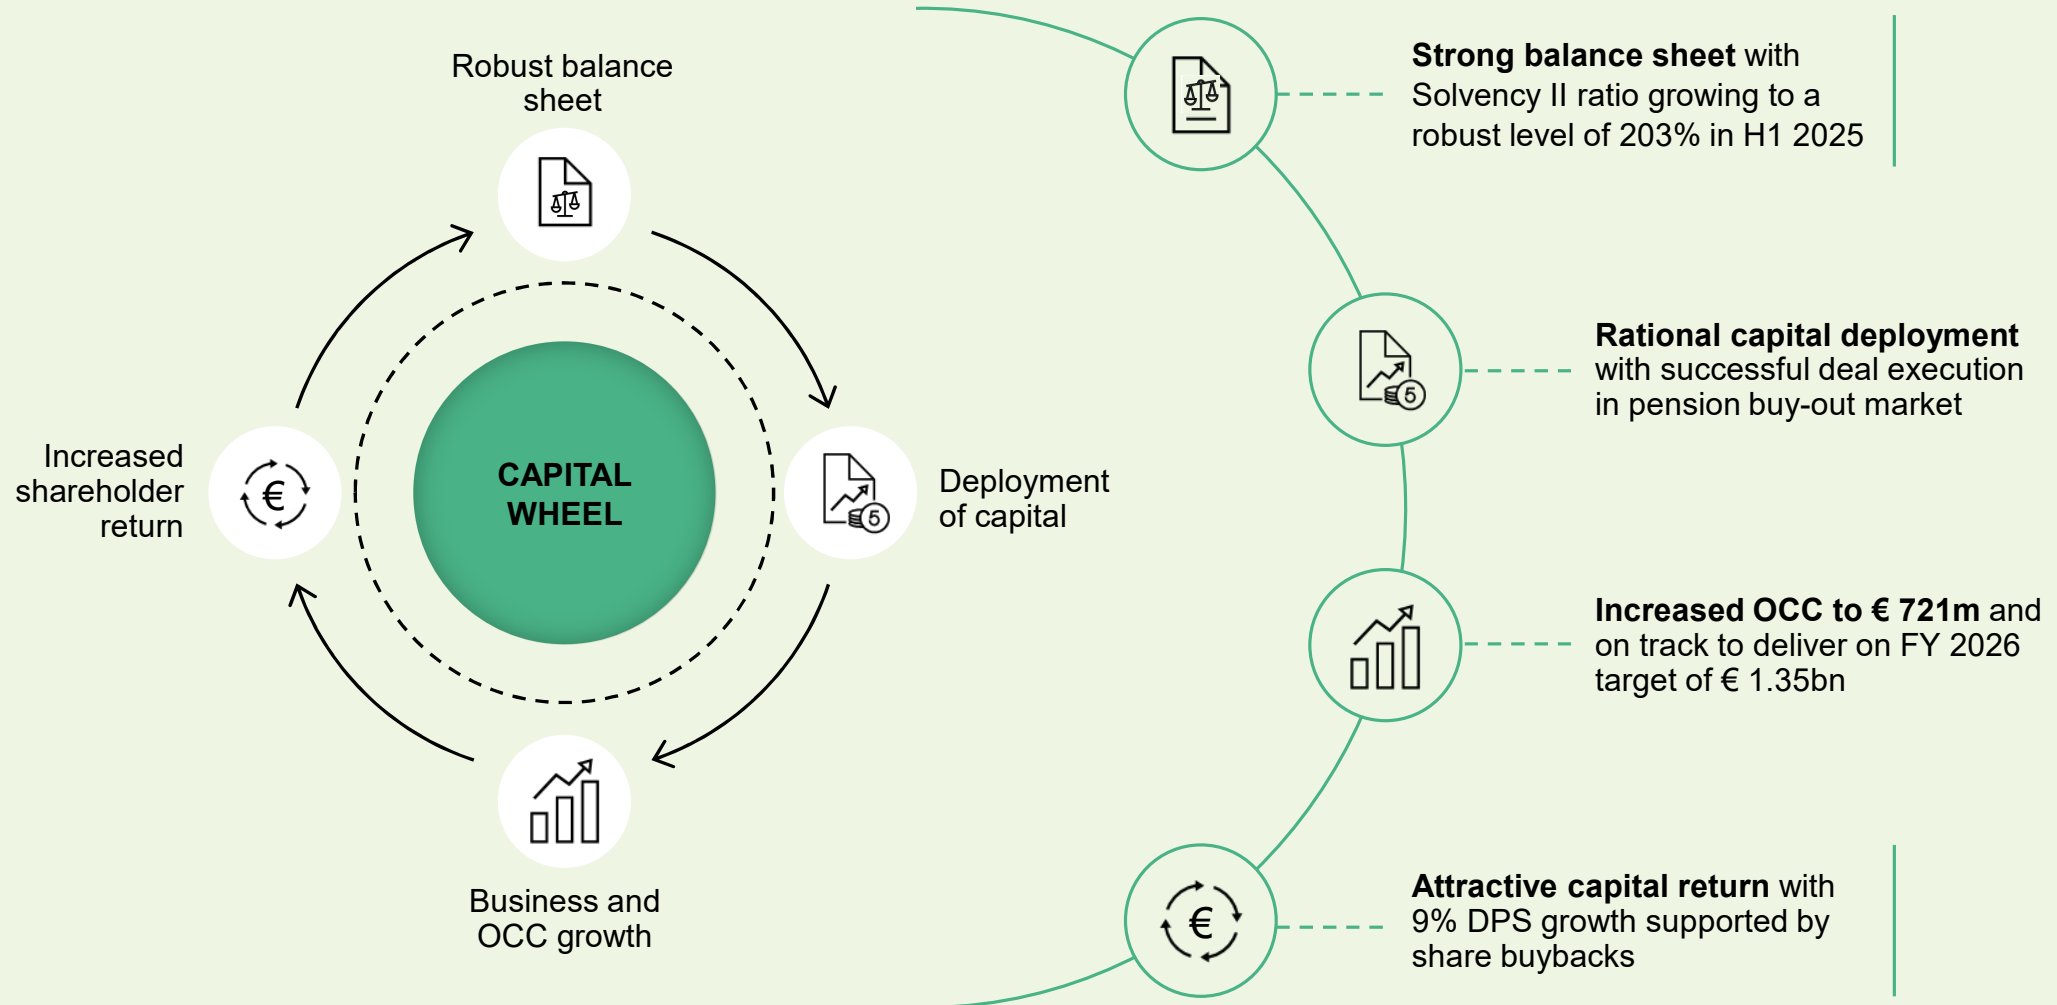 Robust balance
sheet
Increased
shareholder
return
€
CAPITAL
WHEEL
5
Deployment
of capital
Business and
OCC growth
Strong balance sheet with
Solvency II ratio growing to a
robust level of 203% in H1 2025
5
Rational capital deployment
with successful deal execution
in pension buy-out market
Increased OCC to € 721m and
on track to deliver on FY 2026
target of € 1.35bn
€
Attractive capital return with
9% DPS growth supported by
share buybacks